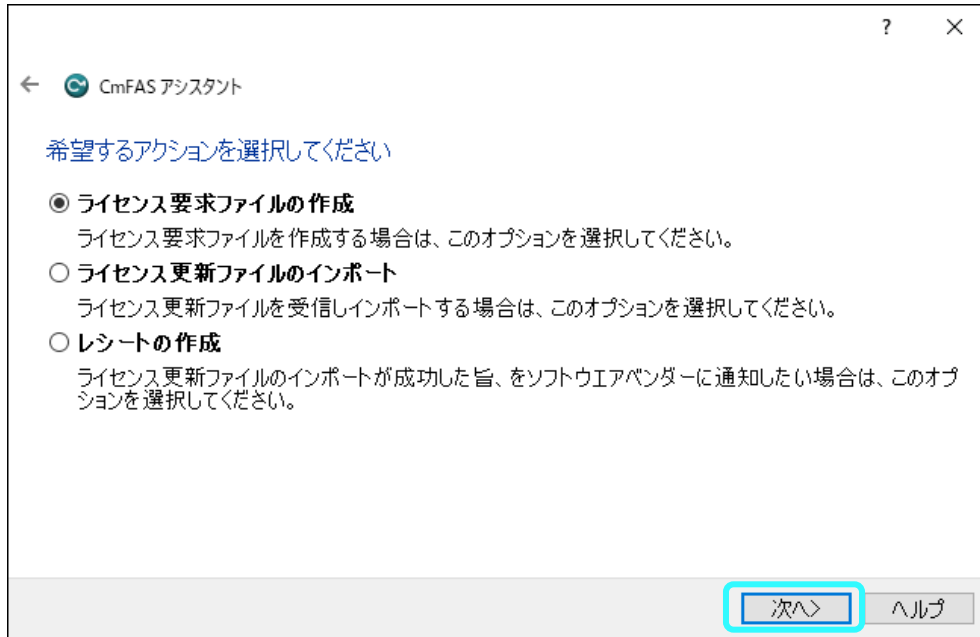 ?
CmFAS アシスタント
希望するアクションを選択してください
ライセンス要求ファイルの作成
ライセンス要求ファイルを作成する場合は、このオプションを選択してください。
ライセンス更新ファイルのインポート
ライセンス更新ファイルを受信しインポートする場合は、このオプションを選択してください。
レシートの作成
ライセンス更新ファイルのインポートが成功した旨、をソフトウエアベンダーに通知したい場合は、このオプ
ションを選択してください。
次へ> ヘルプ